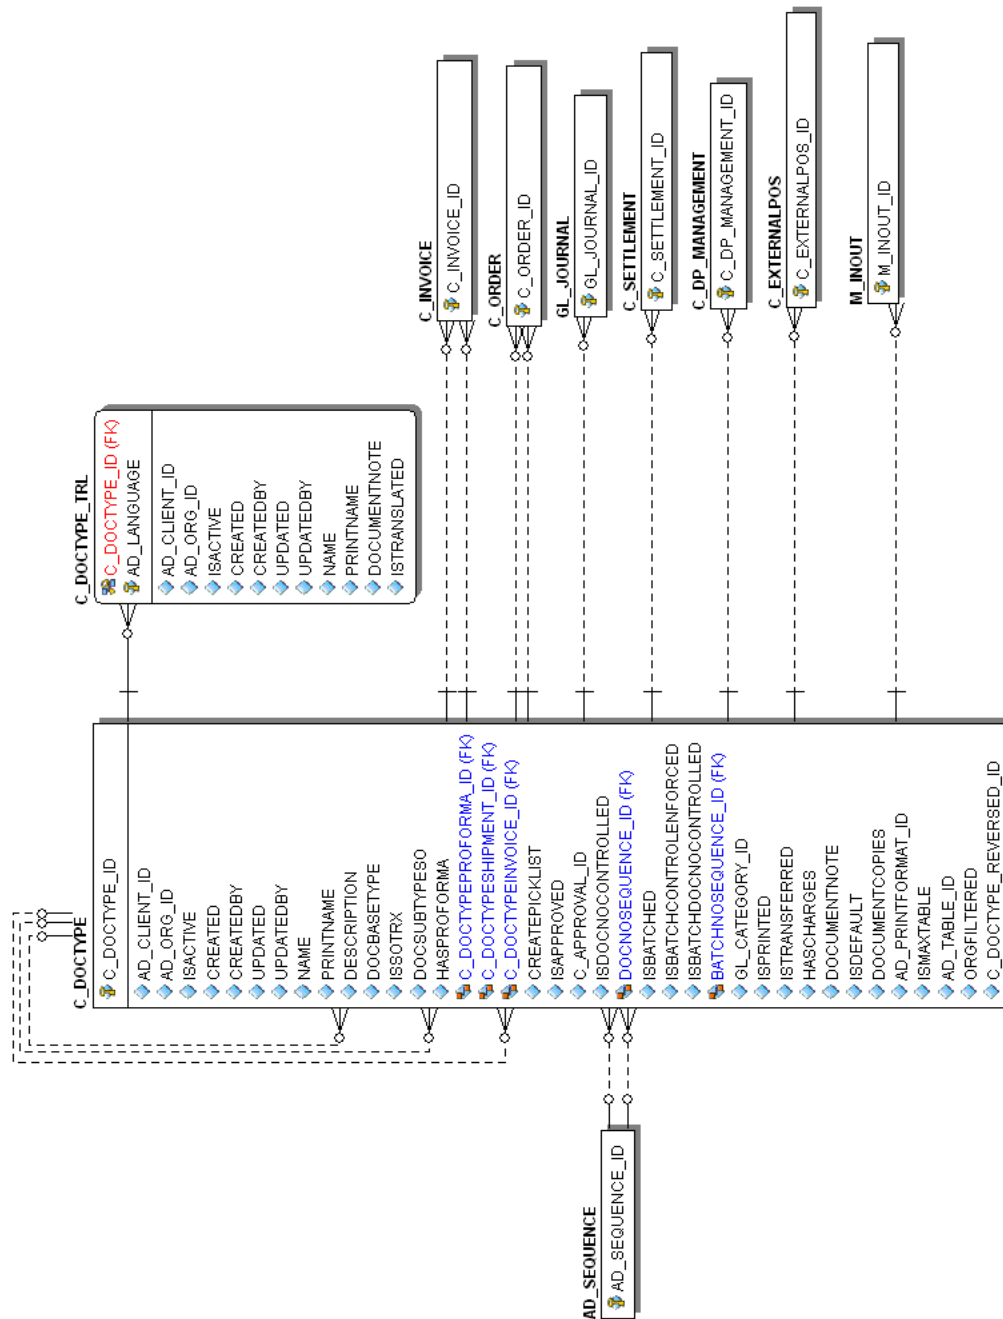 C_DOCTYPE
C_DOCTYPE_ID
AD_CLIENT_ID
AD_ORG_ID
ISACTIVE
CREATED
CREATEDBY
UPDATED
UPDATEDBY
NAME
PRINTNAME
DESCRIPTION
DOCBASETYPE
ISSOTRX
DOCSUBTYPESO
HASPROFORMA
C_DOCTYPEPROFORMA_ID (FK)
C_DOCTYPESHIPMENT_ID (FK)
C_DOCTYPEINVOICE_ID (FK)
CREATEPICKLIST
ISAPPROVED
C_APPROVAL_ID
ISDOCNOCONTROLLED
DOCNOSEQUENCE_ID (FK)
ISBATCHED
ISBATCHCONTROLENFORCED
ISBATCHDOCNOCONTROLLED
BATCHNOSEQUENCE_ID (FK)
GL_CATEGORY_ID
ISPRINTED
ISTRANSFERRED
HASCHARGES
DOCUMENTNOTE
ISDEFAULT
DOCUMENTCOPIES
AD_PRINTFORMAT_ID
ISMAXTABLE
AD_TABLE_ID
ORGFILTERED
C_DOCTYPE_REVERSED_ID
C_DOCTYPE_TRL
C_DOCTYPE_ID (FK)
AD_LANGUAGE
AD_CLIENT_ID
AD_ORG_ID
ISACTIVE
CREATED
CREATEDBY
UPDATED
UPDATEDBY
NAME
PRINTNAME
DOCUMENTNOTE
ISTRANSLATED
C_INVOICE
C_INVOICE_ID
C_ORDER
C_ORDER_ID
GL_JOURNAL
GL_JOURNAL_ID
C_SETTLEMENT
C_SETTLEMENT_ID
C_DP_MANAGEMENT
C_DP_MANAGEMENT_ID
C_EXTERNALPOS
C_EXTERNALPOS_ID
M_INOUT
M_INOUT_ID
AD_SEQUENCE
AD_SEQUENCE_ID